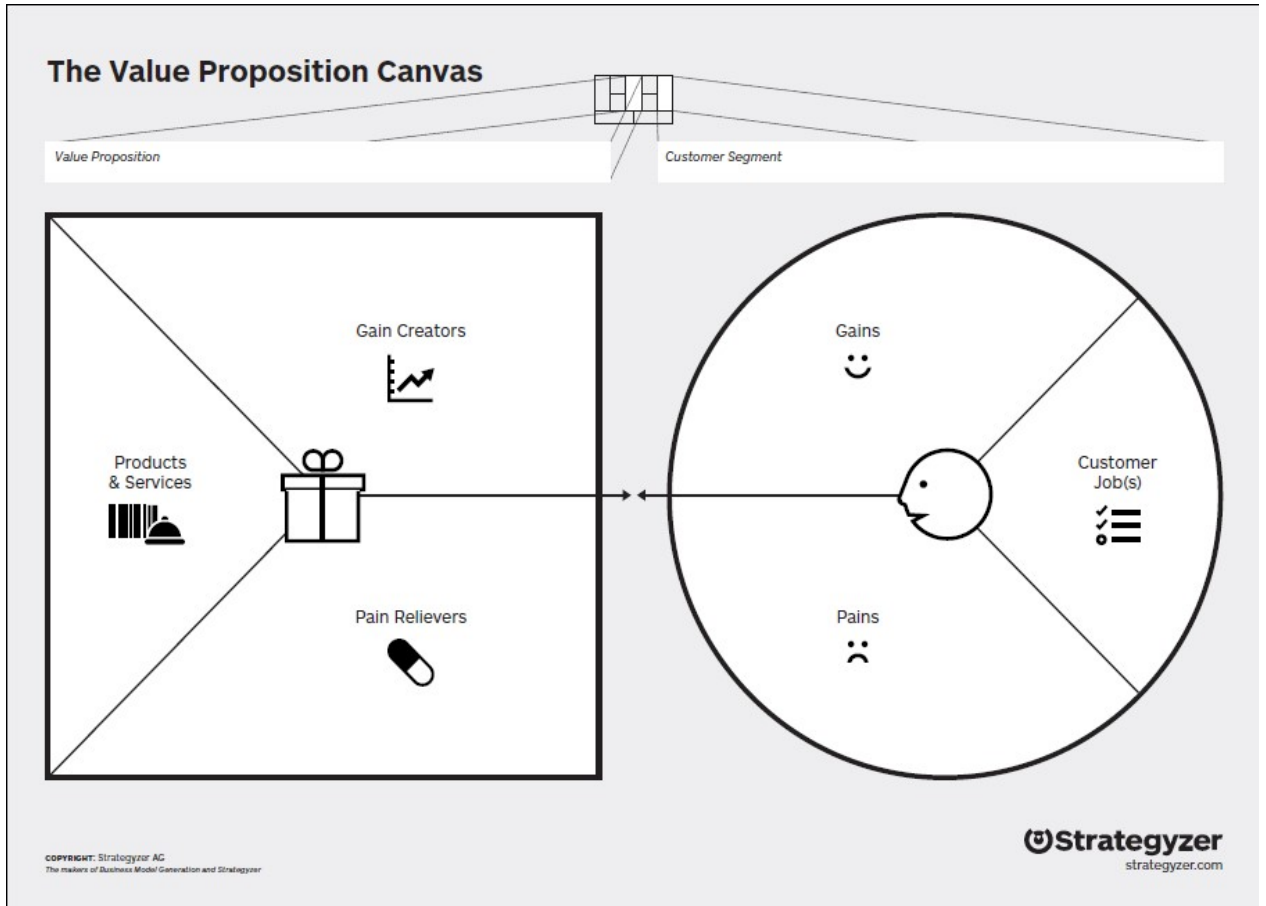 The Value Proposition Canvas
Value Proposition
Customer Segment
Gain Creators
Gains
Products
& Services
Customer
Job(s)
Pain Relievers
Pains
Strategyzer
strategyzer.com
COPYRIGHT: Strategyzer AG
The makers of Business Model Generation and Strategyzer